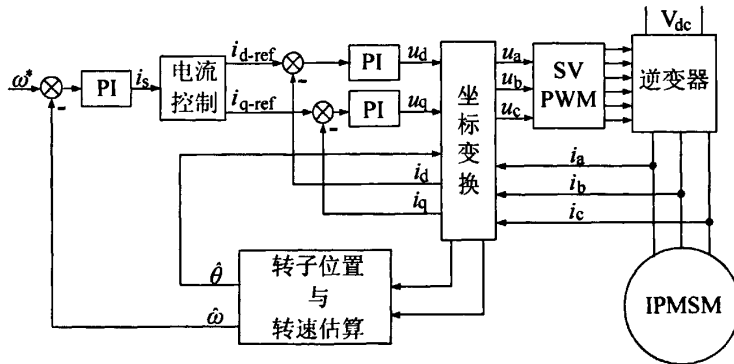 V_dc
ω*
-
PI
i_s
电流
控制
i_d-ref
-
PI
u_d
i_q-ref
-
PI
u_q
坐
标
变
换
u_a
u_b
u_c
SV
PWM
逆变器
i_a
i_b
i_c
i_d
i_q
θ̂
ω̂
转子位置
与
转速估算
IPMSM